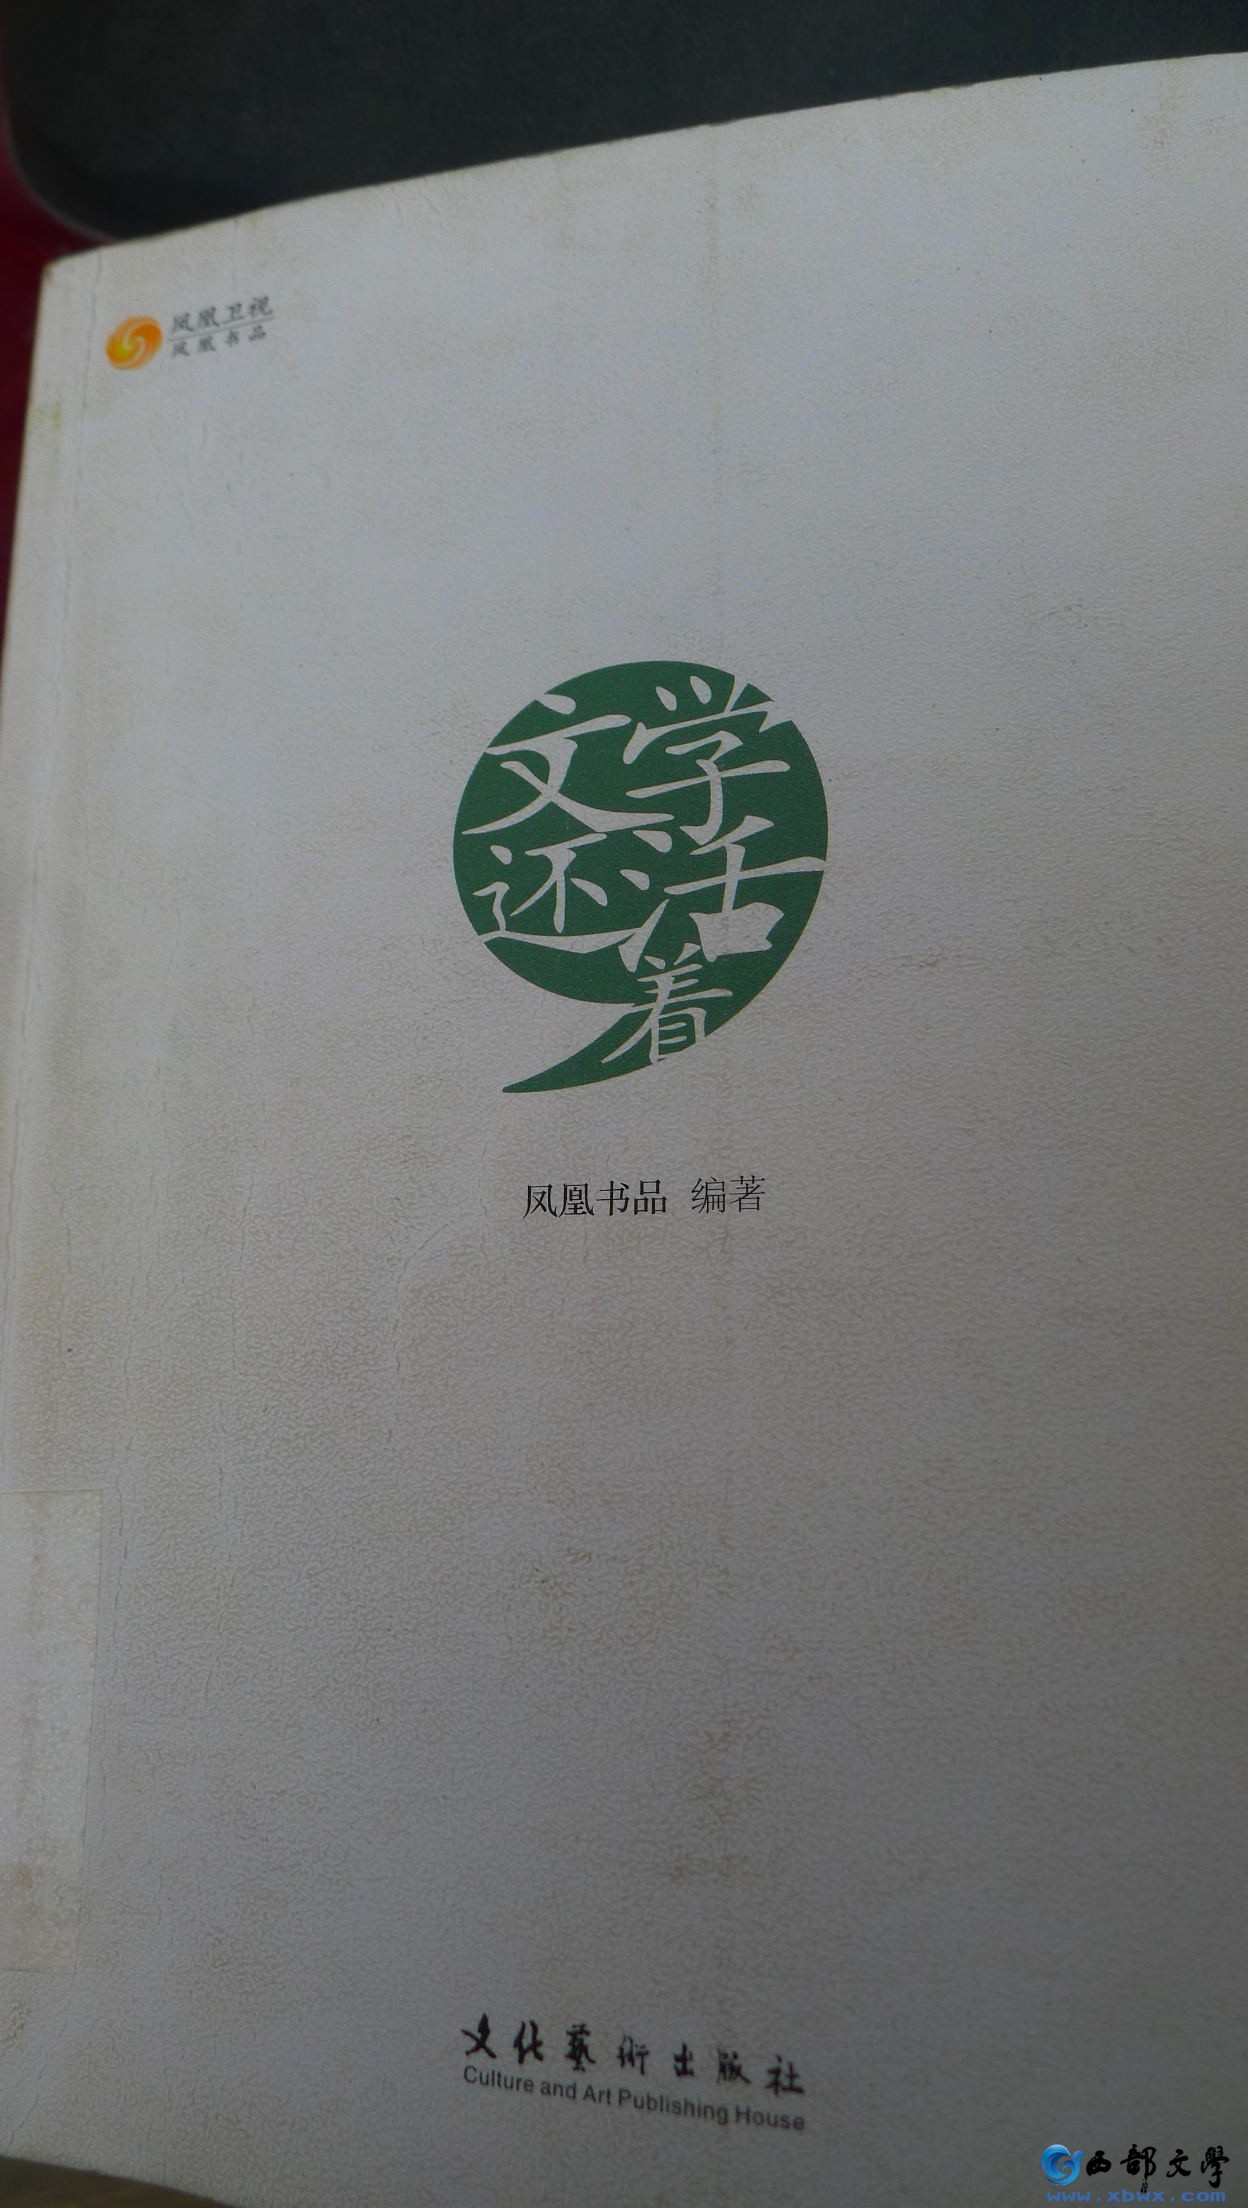 凤凰卫视
凤凰书品
文学
还活
着
凤凰书品 编著
文化藝術出版社
Culture and Art Publishing House
西部文學
www.xbwx.com